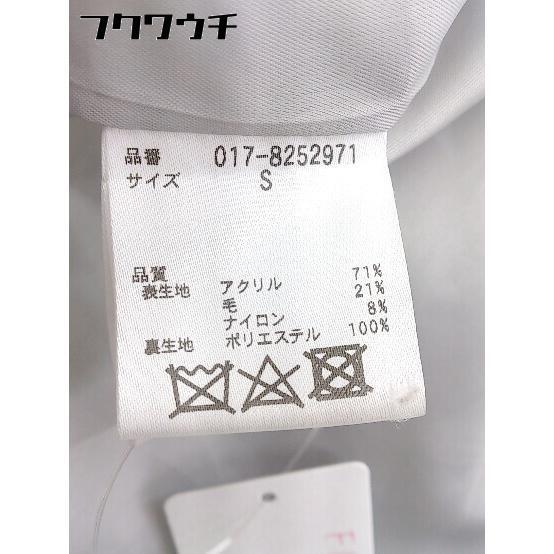 フクワウチ
品番 017-8252971
サイズ S
品質
表生地 アクリル 71%
毛 21%
ナイロン 8%
裏生地 ポリエステル 100%